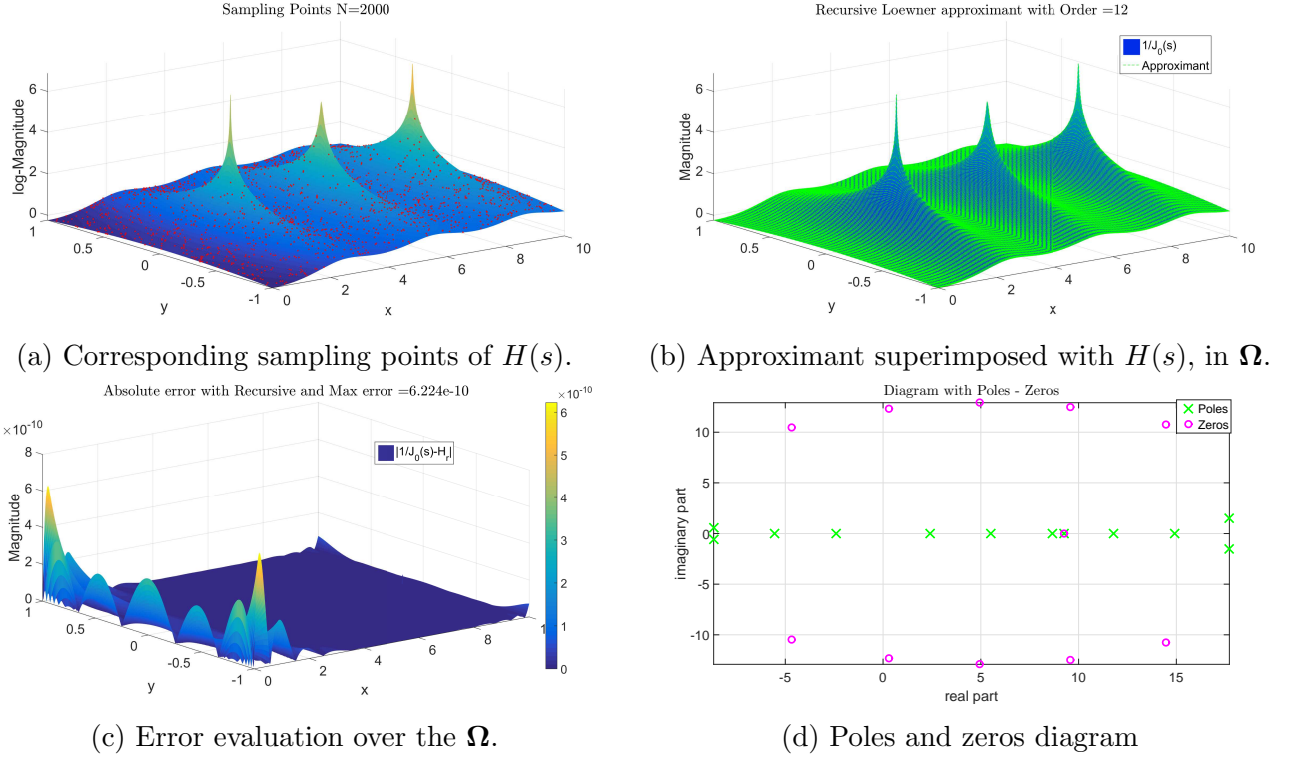 Sampling Points N=2000
log-Magnitude
6
4
2
0
1
0.5
0
-0.5
-1
y
0
2
4
6
8
10
x
(a) Corresponding sampling points of H(s).
Recursive Loewner approximant with Order =12
1/J₀(s)
Approximant
Magnitude
6
4
2
0
1
0.5
0
-0.5
-1
y
0
2
4
6
8
10
x
(b) Approximant superimposed with H(s), in Ω.
Absolute error with Recursive and Max error =6.224e-10
×10⁻¹⁰
|1/J₀(s)-Hᵣ|
Magnitude
8
6
4
2
0
1
0.5
0
-0.5
-1
y
0
2
4
6
8
x
×10⁻¹⁰
6
5
4
3
2
1
0
(c) Error evaluation over the Ω.
Diagram with Poles - Zeros
Poles
Zeros
imaginary part
10
5
0
-5
-10
-5
0
5
10
15
real part
(d) Poles and zeros diagram